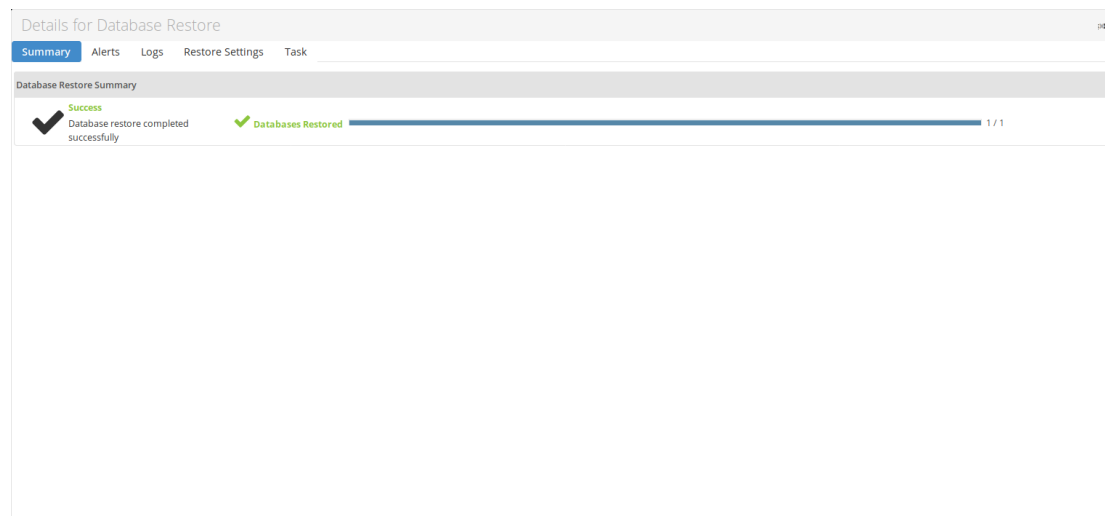 Details for Database Restore
Summary Alerts Logs Restore Settings Task
Database Restore Summary
Success
Database restore completed
successfully
Databases Restored 1 / 1